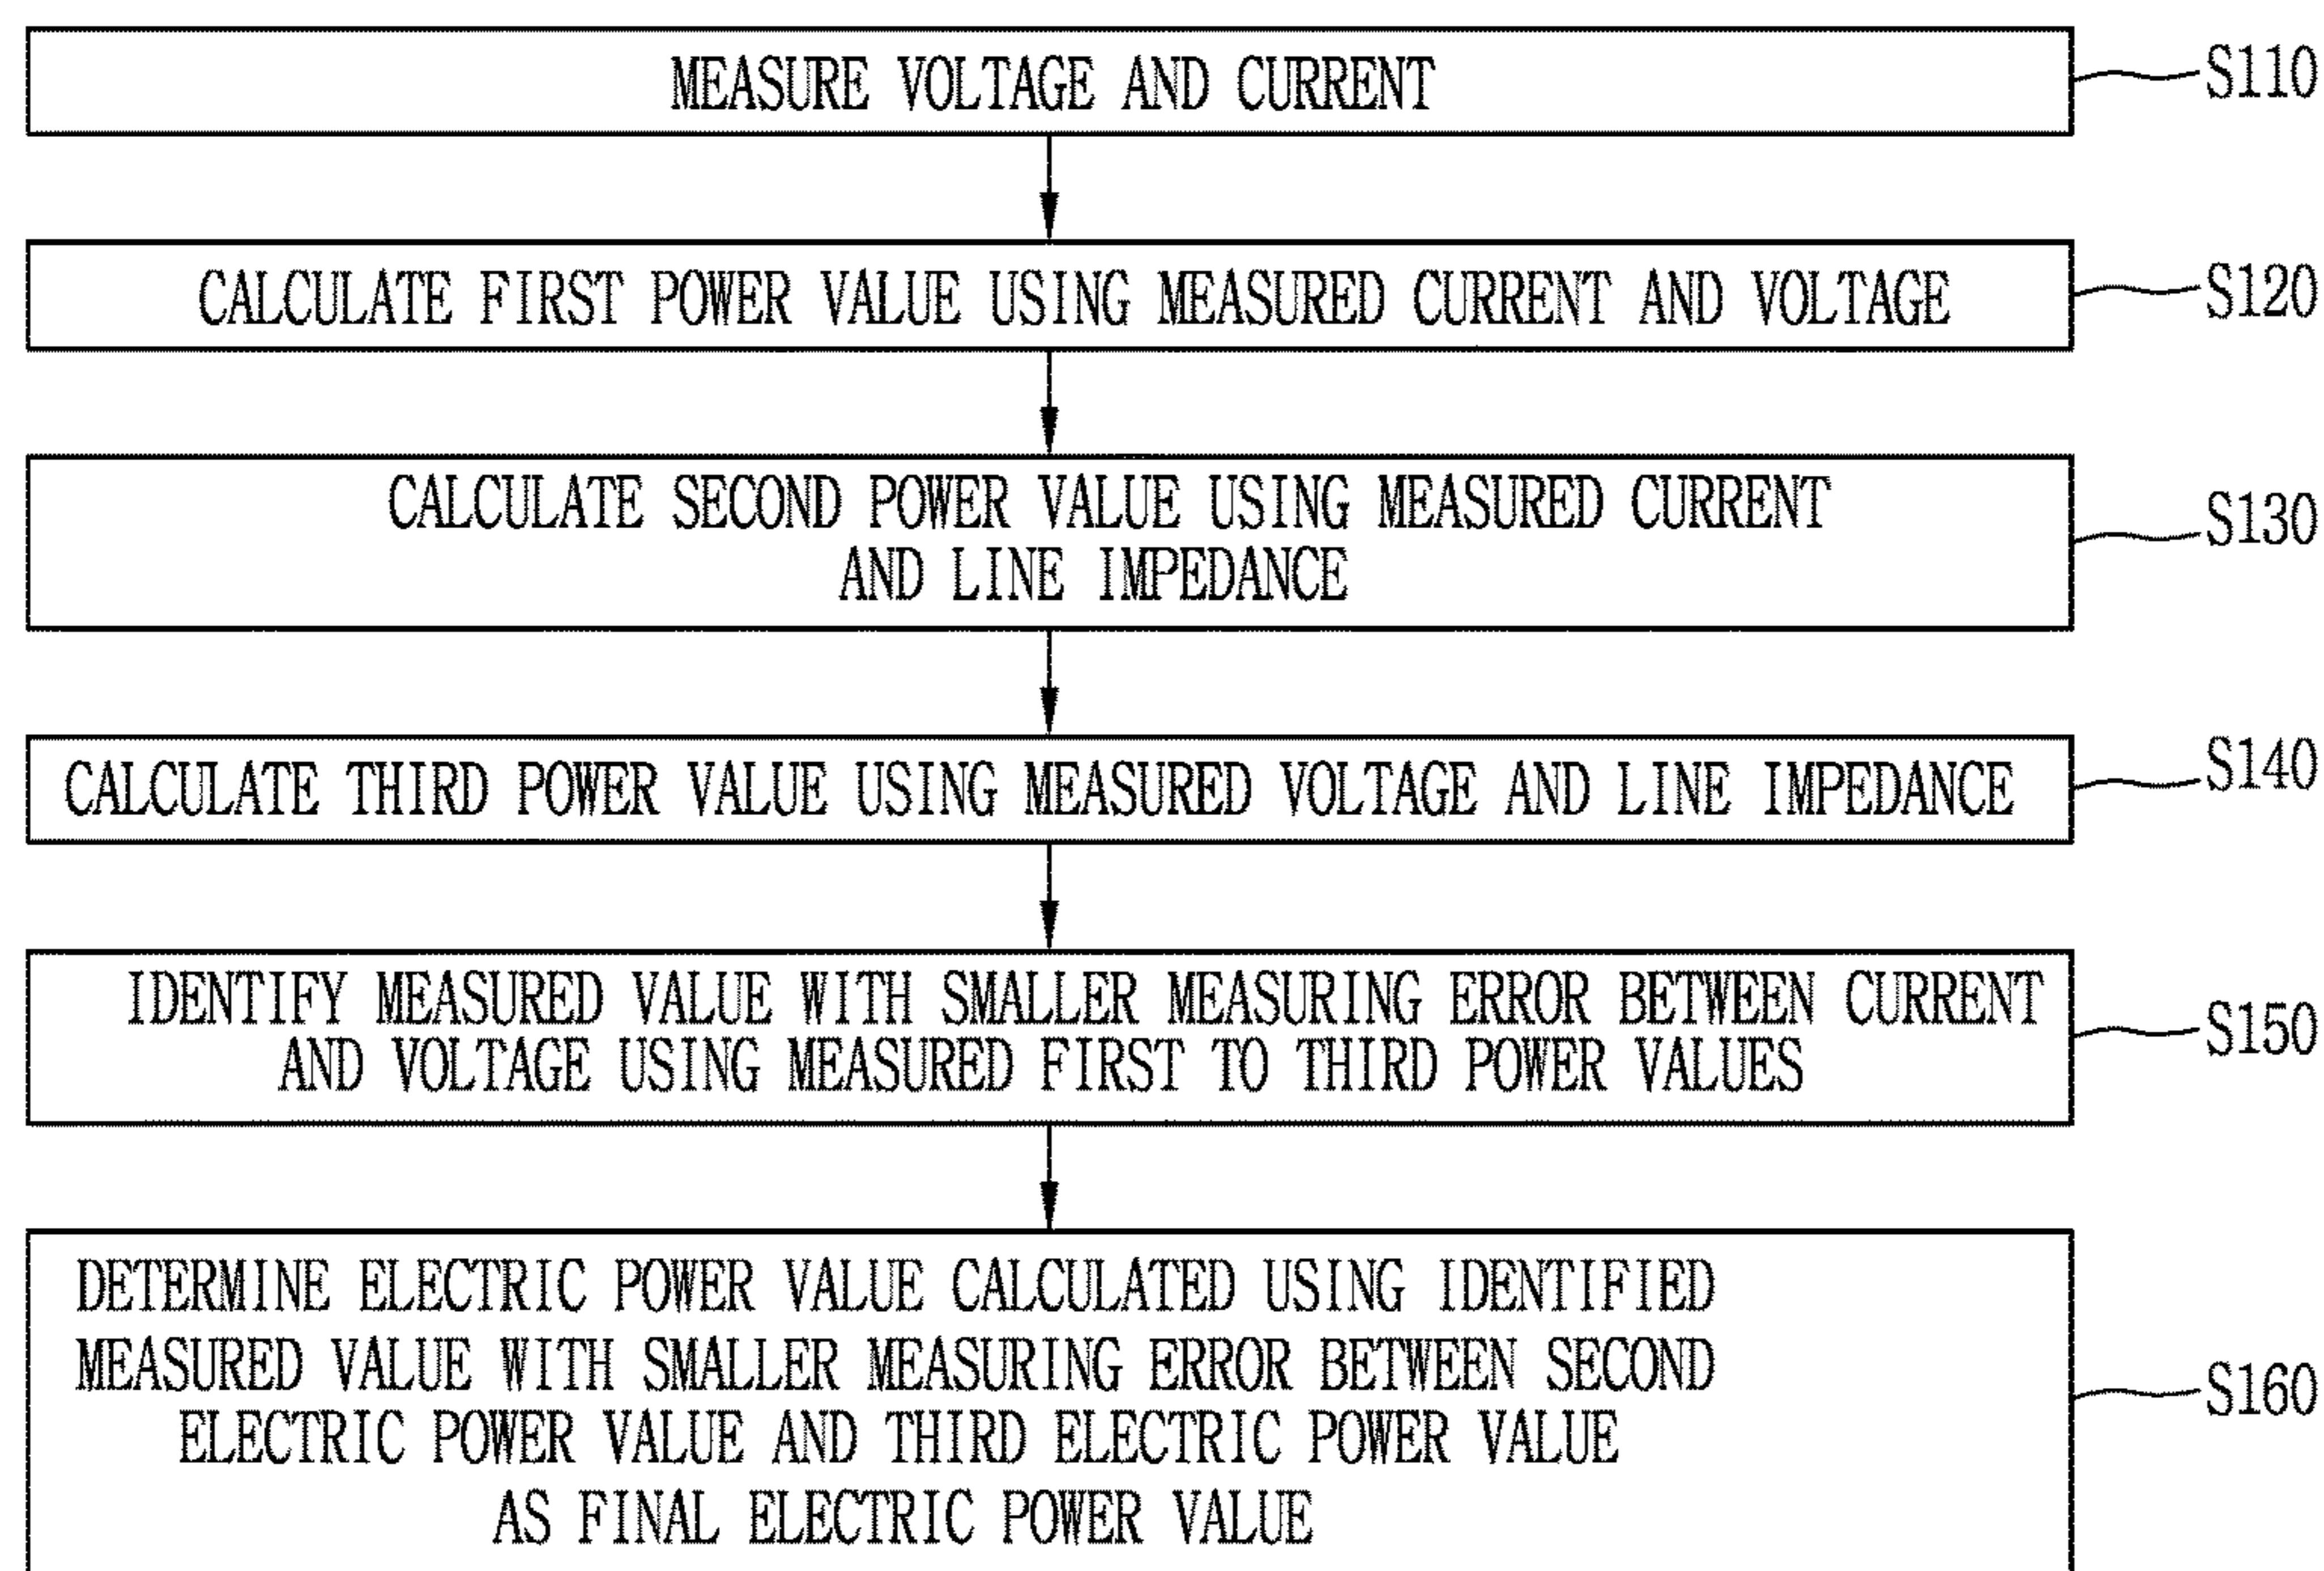 MEASURE VOLTAGE AND CURRENT
S110
CALCULATE FIRST POWER VALUE USING MEASURED CURRENT AND VOLTAGE
S120
CALCULATE SECOND POWER VALUE USING MEASURED CURRENT
AND LINE IMPEDANCE
S130
CALCULATE THIRD POWER VALUE USING MEASURED VOLTAGE AND LINE IMPEDANCE
S140
IDENTIFY MEASURED VALUE WITH SMALLER MEASURING ERROR BETWEEN CURRENT
AND VOLTAGE USING MEASURED FIRST TO THIRD POWER VALUES
S150
DETERMINE ELECTRIC POWER VALUE CALCULATED USING IDENTIFIED
MEASURED VALUE WITH SMALLER MEASURING ERROR BETWEEN SECOND
ELECTRIC POWER VALUE AND THIRD ELECTRIC POWER VALUE
AS FINAL ELECTRIC POWER VALUE
S160